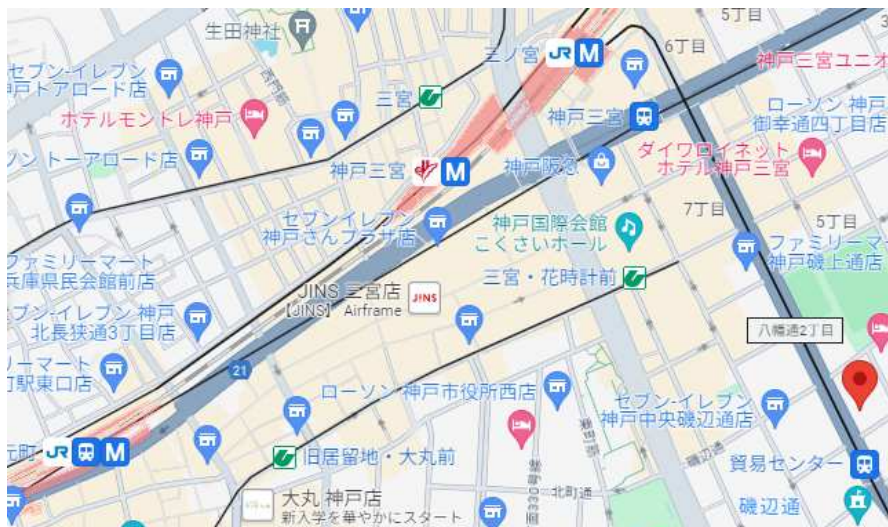 5丁目
生田神社
三ノ宮 JR M
6丁目
神戸三宮ユニオ
セブン-イレブン
神戸トアロード店
三宮
神戸三宮
ローソン 神戸
御幸通四丁目店
ホテルモントレ神戸
ダイワロイネット
ホテル神戸三宮
ン トーアロード店
神戸三宮 M
神戸阪急
7丁目
5丁目
セブンイレブン
神戸さんプラザ店
神戸国際会館
こくさいホール
ファミリーマ
神戸磯上通店
ファミリーマート
兵庫県民会館前店
三宮・花時計前
JINS 三宮店
【JINS】 Airframe
JINS
セブン-イレブン 神戸
北長狭通3丁目店
八幡通2丁目
リーマート
町駅東口店
21
ローソン 神戸市役所西店
セブン-イレブン
神戸中央磯辺通店
元町 JR M
旧居留地・大丸前
磯辺通
貿易センター
北町通
大丸 神戸店
新入学を華やかにスタート
磯辺通